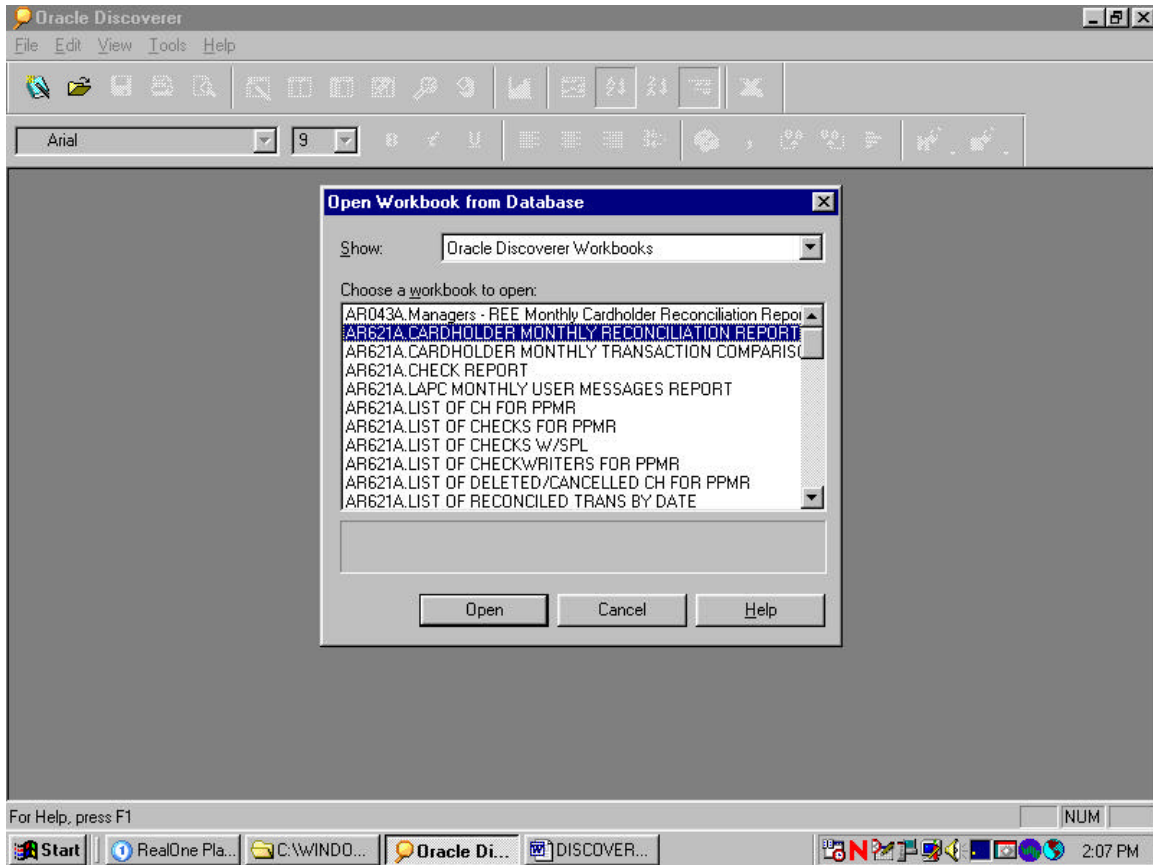 Oracle Discoverer
File Edit View Tools Help
Arial 9 B U
Open Workbook from Database
Show: Oracle Discoverer Workbooks
Choose a workbook to open:
AR043A.Managers - REE Monthly Cardholder Reconciliation Repor
AR621A.CARDHOLDER MONTHLY RECONCILIATION REPORT
AR621A.CARDHOLDER MONTHLY TRANSACTION COMPARISO
AR621A.CHECK REPORT
AR621A.LAPC MONTHLY USER MESSAGES REPORT
AR621A.LIST OF CH FOR PPMR
AR621A.LIST OF CHECKS FOR PPMR
AR621A.LIST OF CHECKS W/SPL
AR621A.LIST OF CHECKWRITERS FOR PPMR
AR621A.LIST OF DELETED/CANCELLED CH FOR PPMR
AR621A.LIST OF RECONCILED TRANS BY DATE
Open Cancel Help
For Help, press F1 NUM
Start RealOne Pla... C:\WINDO... Oracle Di... DISCOVER... N 2:07 PM